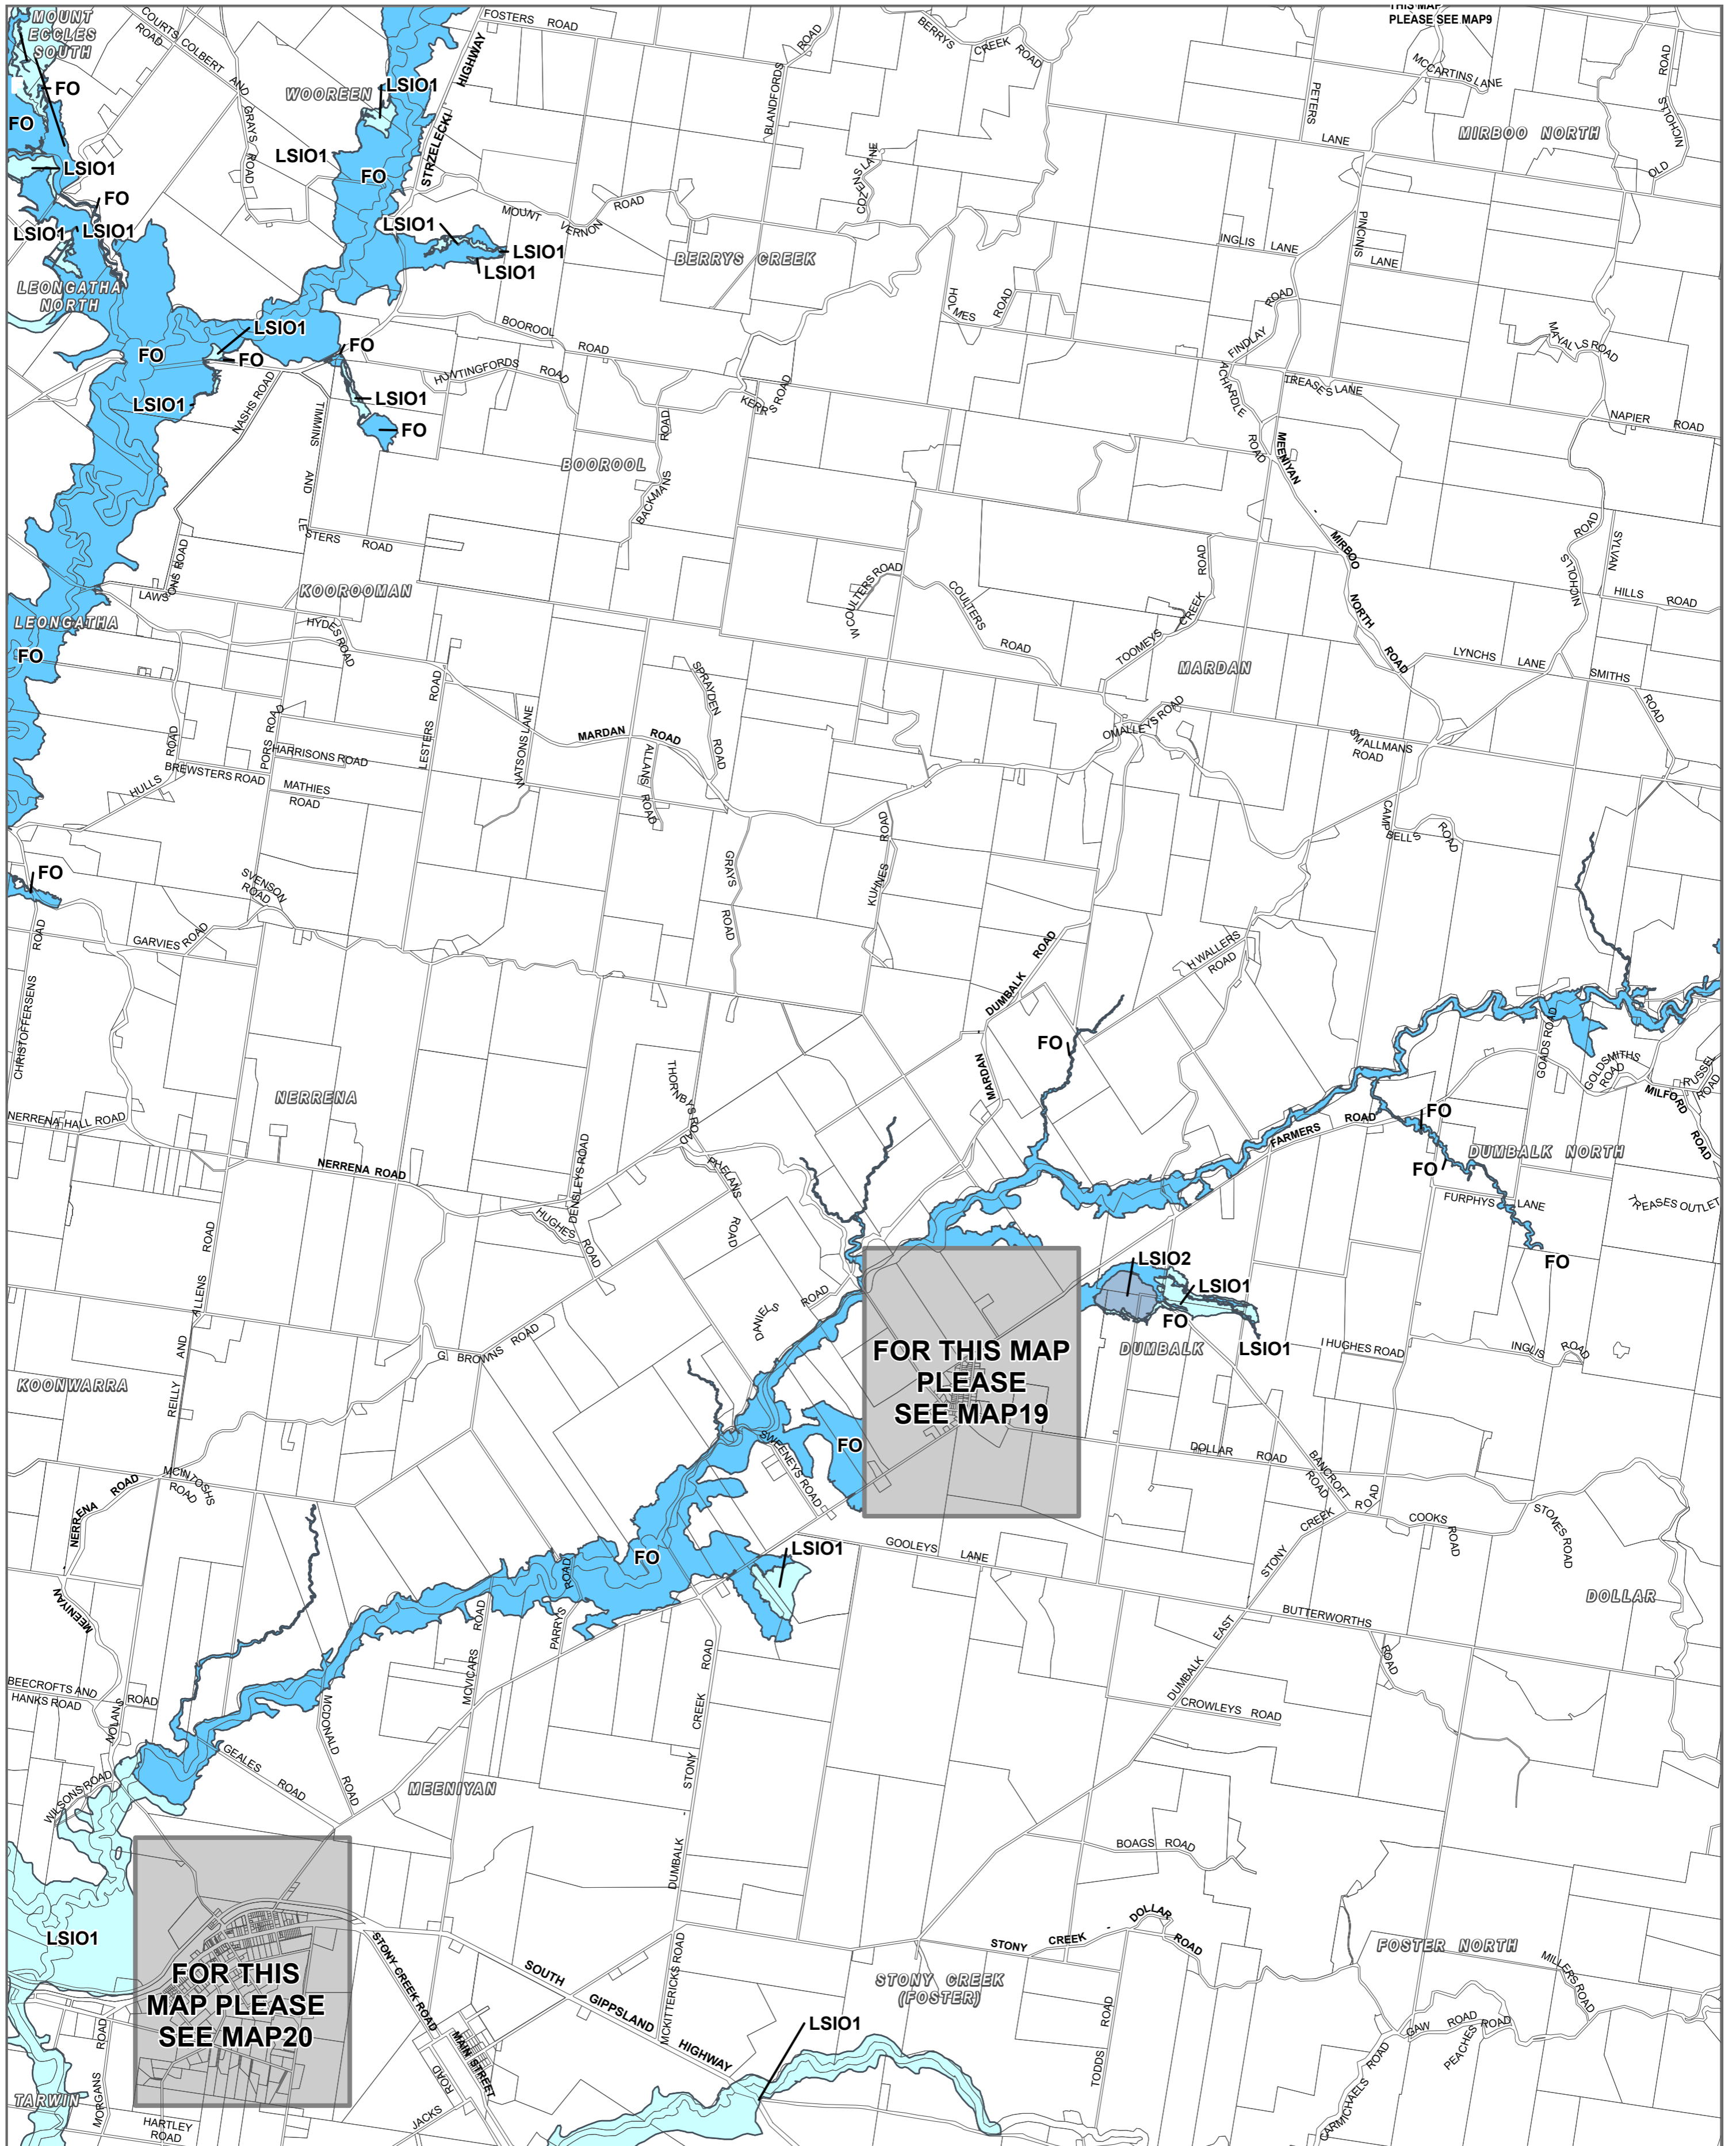 THIS MAP
PLEASE SEE MAP9
MOUNT
ECCLES
SOUTH
COURTS
ROAD
COLBERT AND
GRAYS ROAD
FOSTERS ROAD
STRZELECKI HIGHWAY
BLANDFORDS ROAD
BERRYS CREEK ROAD
PETERS
MCCARTINS LANE
ROAD
NICHOLLS
OLD
MIRBOO NORTH
LANE
WOOREEN
LSIO1
FO
FO
LSIO1
LSIO1
FO
FO
COZENS LANE
MOUNT VERNON ROAD
LSIO1
LSIO1
LSIO1
LSIO1
LSIO1
LEONGATHA
NORTH
BERRYS CREEK
INGLIS LANE
PINCINIS
LANE
HOLMES ROAD
FINDLAY ROAD
MAYALLS ROAD
LSIO1
FO
FO
FO
BOOROOL ROAD
HUNTINGFORDS ROAD
KERRS ROAD
ACHARDLE
ROAD
TREASES LANE
NAPIER ROAD
LSIO1
LSIO1
FO
NASHS ROAD
TIMMINS AND
LESTERS ROAD
BOOROOL
BACKMANS
ROAD
MEENIYAN
-
MIRBOO
NORTH
ROAD
NICHOLLS
ROAD
SYLVAN
HILLS ROAD
LAWSONS ROAD
KOOROOMAN
HYDES ROAD
LEONGATHA
FO
W COULTERS ROAD
COULTERS
ROAD
TOOMEYS CREEK ROAD
MARDAN
LYNCHS LANE
SMITHS
ROAD
SPRAYDEN
ROAD
LESTERS ROAD
WATSONS LANE
MARDAN ROAD
ALLANS ROAD
OMALLEYS ROAD
SMALLMANS
ROAD
PORS ROAD
HARRISONS ROAD
BREWSTERS ROAD
MATHIES
ROAD
HULLS
ROAD
CAMPBELLS ROAD
FO
SVENSON
ROAD
GARVIES ROAD
CHRISTOFFERSENS
ROAD
GRAYS
ROAD
KUHNES ROAD
MARDAN
-
DUMBALK ROAD
H WALLERS
ROAD
FO
GOADS ROAD
GOLDSMITHS
ROAD
MILFORD
ROAD
RUSSEL
ROAD
NERRENA
NERRENA HALL ROAD
NERRENA ROAD
THORNBYS ROAD
PHELANS
ROAD
DENSLEYS ROAD
HUGHES ROAD
FARMERS ROAD
FO
FO
DUMBALK NORTH
FURPHYS LANE
TREASES OUTLET
FO
REILLY AND ALLENS ROAD
DANIELS ROAD
G BROWNS ROAD
KOONWARRA
FOR THIS MAP
PLEASE
SEE MAP19
LSIO2
LSIO1
FO
LSIO1
DUMBALK
I HUGHES ROAD
INGLIS ROAD
FO
SWEENEYS ROAD
DOLLAR ROAD
BANCROFT
ROAD
MCINTOSHS
ROAD
NERRENA ROAD
-
MEENIYAN
STONY CREEK ROAD
COOKS
ROAD
STONES ROAD
LSIO1
FO
GOOLEYS LANE
DUMBALK EAST
DOLLAR
BUTTERWORTHS
ROAD
PARRYS ROAD
MCVICARS ROAD
BEECROFTS AND
HANKS ROAD
NOLANS ROAD
MCDONALD
ROAD
CROWLEYS ROAD
GEALES ROAD
WILSONS ROAD
MEENIYAN
DUMBALK
-
STONY CREEK ROAD
BOAGS ROAD
LSIO1
FOR THIS
MAP PLEASE
SEE MAP20
STONY CREEK ROAD
SOUTH GIPPSLAND HIGHWAY
MCKITTERICKS ROAD
STONY CREEK
-
DOLLAR
ROAD
STONY CREEK
(FOSTER)
FOSTER NORTH
MILLERS ROAD
LSIO1
MAIN STREET
ROAD
JACKS
TODDS ROAD
GAW ROAD
PEACHES ROAD
CARMICHAELS ROAD
TARWIN
MORGANS ROAD
HARTLEY
ROAD